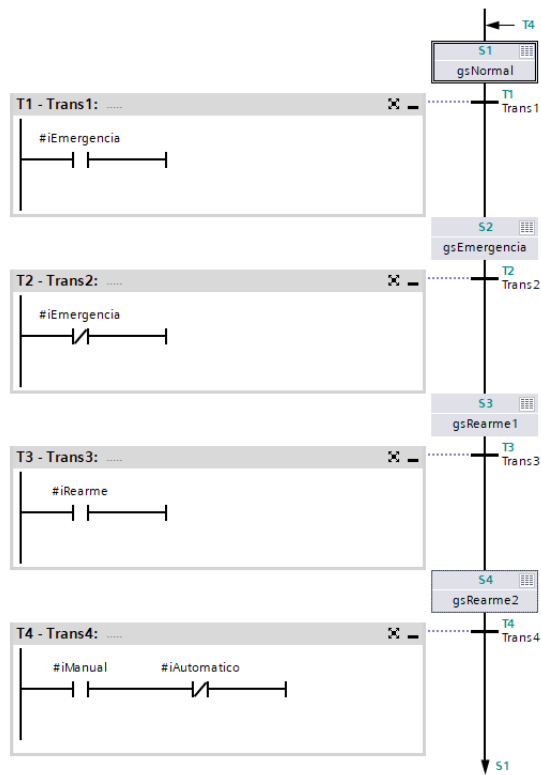 T4
S1
gsNormal
T1 - Trans1: .....
T1
Trans1
#iEmergencia
S2
gsEmergencia
T2 - Trans2: .....
T2
Trans2
#iEmergencia
S3
gsRearme1
T3 - Trans3: .....
T3
Trans3
#iRearme
S4
gsRearme2
T4 - Trans4: .....
T4
Trans4
#iManual #iAutomatico
S1